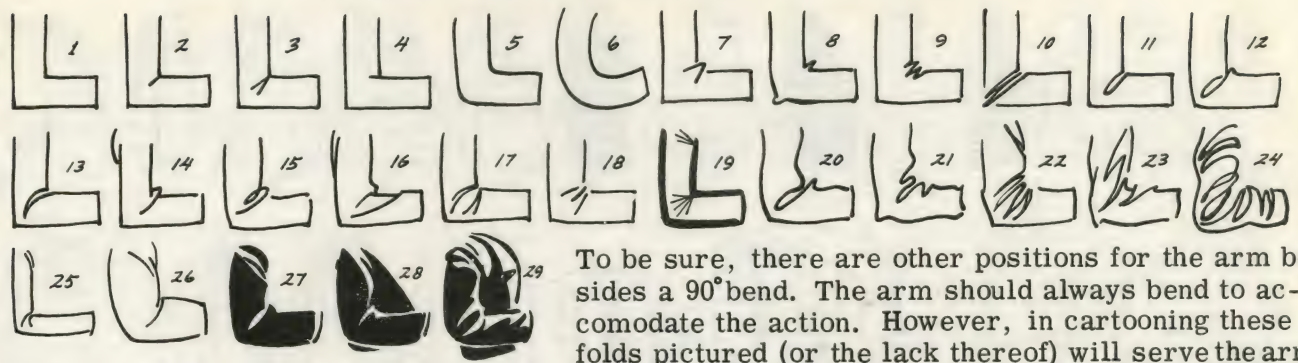 1 2 3 4 5 6 7 8 9 10 11 12
13 14 15 16 17 18 19 20 21 22 23 24
25 26 27 28 29
To be sure, there are other positions for the arm b
sides a 90° bend. The arm should always bend to ac-
comodate the action. However, in cartooning these
folds pictured (or the lack thereof) will serve the arm